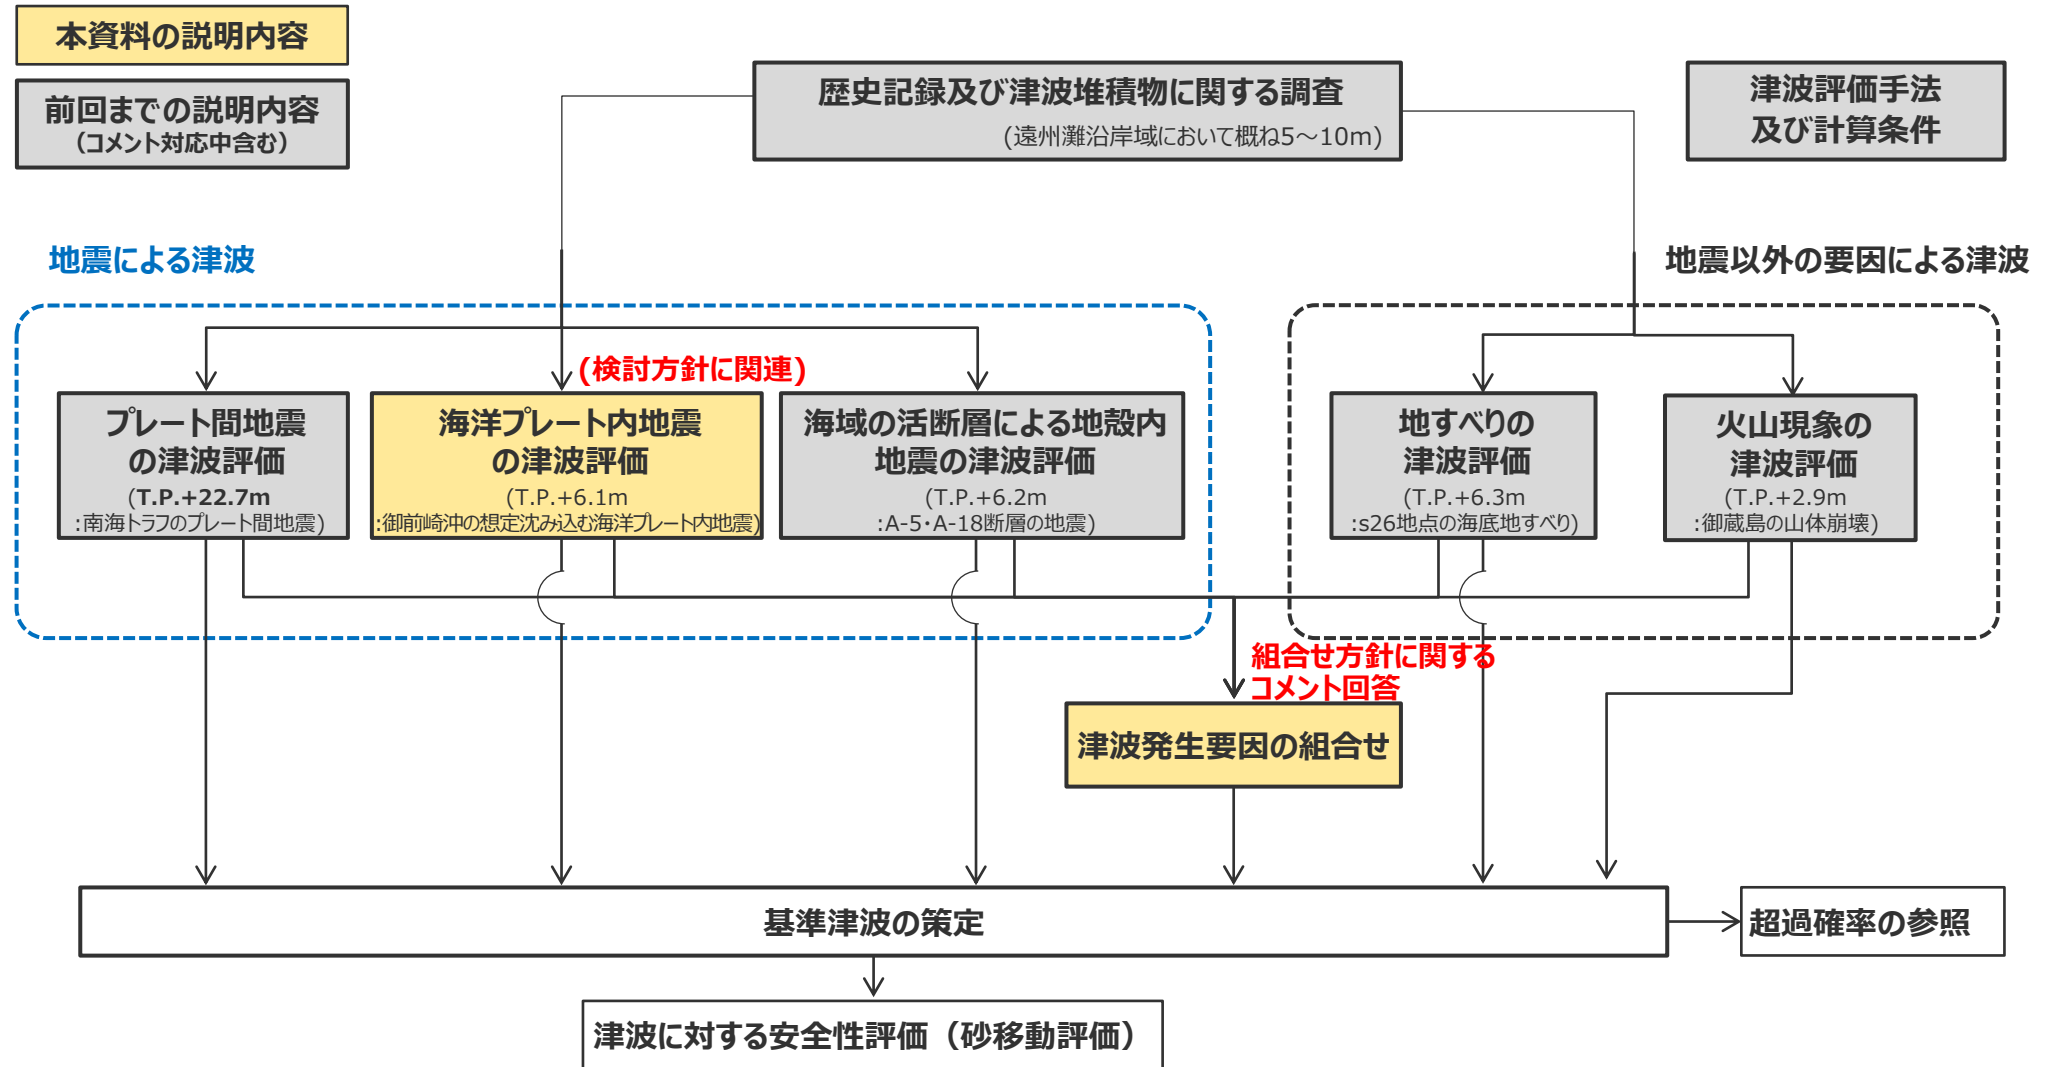 本資料の説明内容
前回までの説明内容
(コメント対応中含む)
歴史記録及び津波堆積物に関する調査
(遠州灘沿岸域において概ね5～10m)
津波評価手法
及び計算条件
地震による津波
地震以外の要因による津波
(検討方針に関連)
プレート間地震
の津波評価
(T.P.+22.7m
:南海トラフのプレート間地震)
海洋プレート内地震
の津波評価
(T.P.+6.1m
:御前崎沖の想定沈み込む海洋プレート内地震)
海域の活断層による地殻内
地震の津波評価
(T.P.+6.2m
:A-5・A-18断層の地震)
地すべりの
津波評価
(T.P.+6.3m
:s26地点の海底地すべり)
火山現象の
津波評価
(T.P.+2.9m
:御蔵島の山体崩壊)
組合せ方針に関する
コメント回答
津波発生要因の組合せ
基準津波の策定
超過確率の参照
津波に対する安全性評価（砂移動評価）